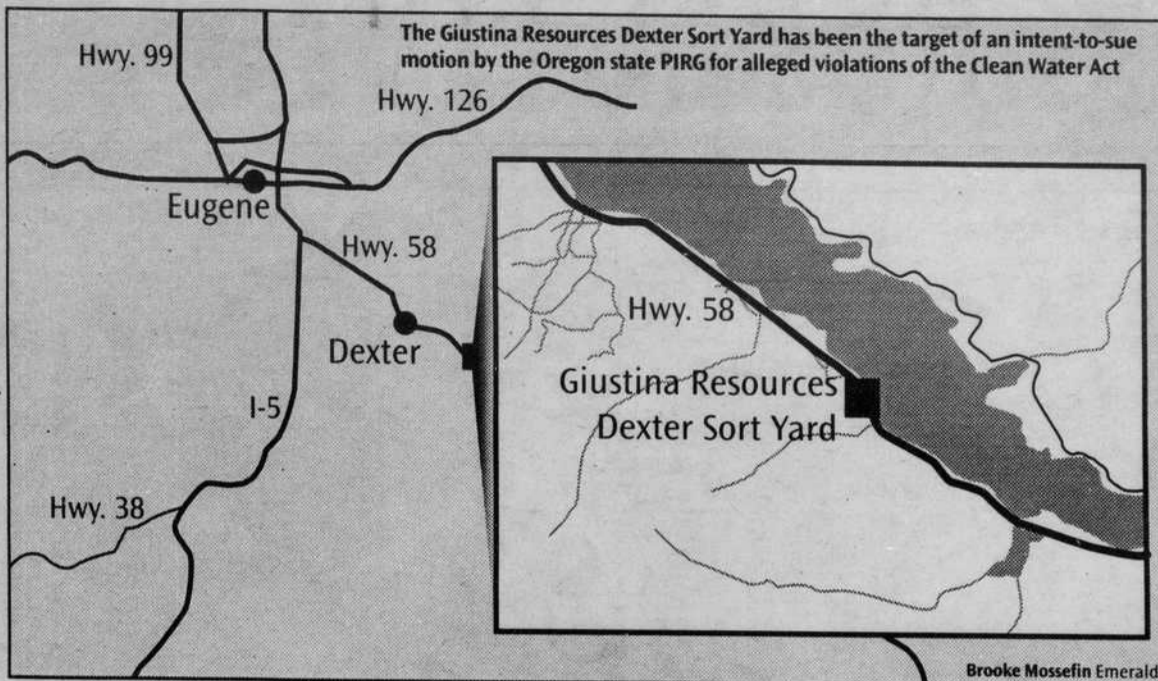 The Giustina Resources Dexter Sort Yard has been the target of an intent-to-sue
motion by the Oregon state PIRG for alleged violations of the Clean Water Act
Hwy. 99
Hwy. 126
Eugene
Hwy. 58
Dexter
I-5
Hwy. 38
Hwy. 58
Giustina Resources
Dexter Sort Yard
Brooke Mossefin Emerald